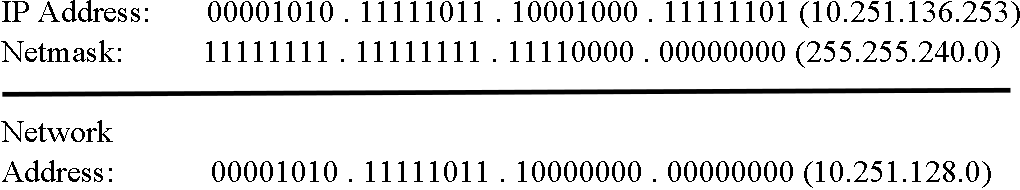 IP Address: 00001010 . 11111011 . 10001000 . 11111101 (10.251.136.253)
Netmask: 11111111 . 11111111 . 11110000 . 00000000 (255.255.240.0)
Network
Address: 00001010 . 11111011 . 10000000 . 00000000 (10.251.128.0)